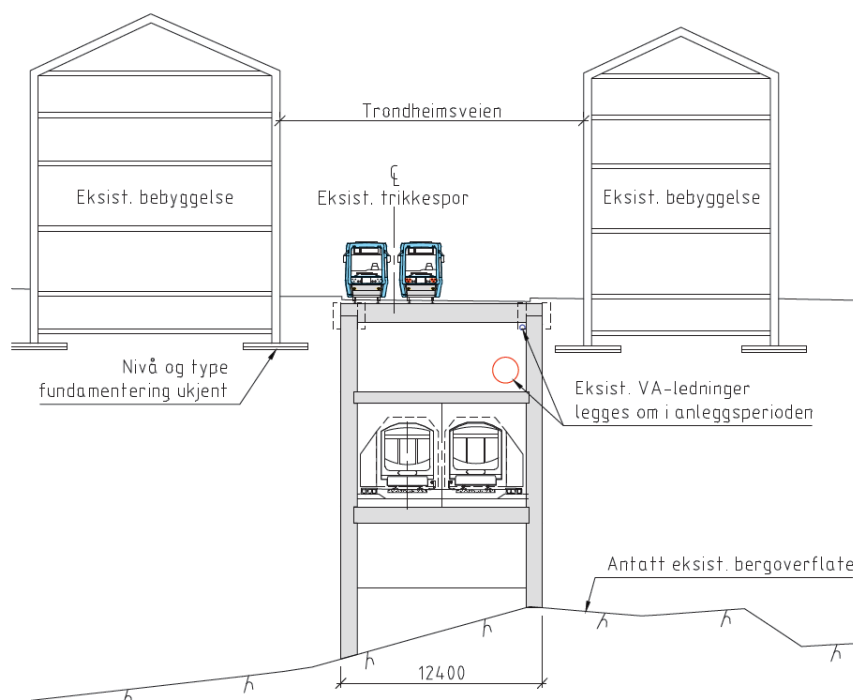 Trondheimsveien
℄
Eksist. trikkespor
Eksist. bebyggelse
Eksist. bebyggelse
Nivå og type
fundamentering ukjent
Eksist. VA-ledninger
legges om i anleggsperioden
Antatt eksist. bergoverflate
12400